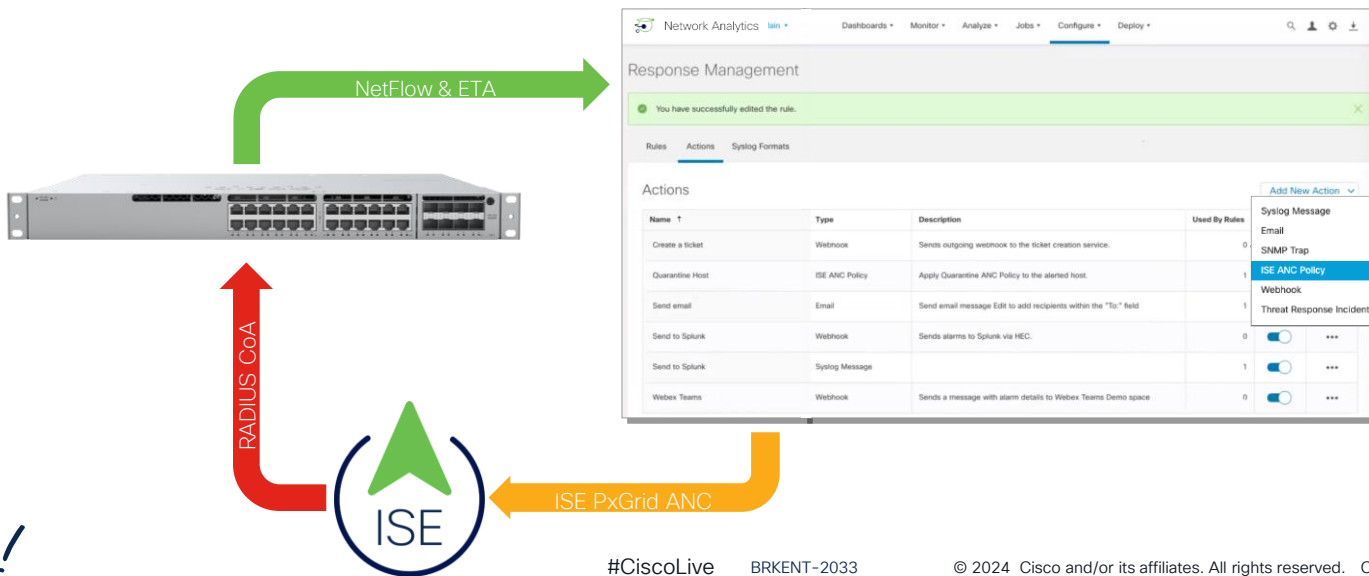 Network Analytics Iain
Dashboards Monitor Analyze Jobs Configure Deploy
Response Management
NetFlow & ETA
You have successfully edited the rule.
Rules Actions Syslog Formats
Actions
Add New Action
Name ↑ Type Description Used By Rules
Syslog Message
Email
SNMP Trap
ISE ANC Policy
Webhook
Threat Response Incident
Create a ticket Webhook Sends outgoing webhook to the ticket creation service. 0
Quarantine Host ISE ANC Policy Apply Quarantine ANC Policy to the alerted host. 1
Send email Email Send email message Edit to add recipients within the "To:" field 1
Send to Splunk Webhook Sends alarms to Splunk via HEC. 0
Send to Splunk Syslog Message 1
Webex Teams Webhook Sends a message with alarm details to Webex Teams Demo space 0
RADIUS CoA
ISE PxGrid ANC
ISE
#CiscoLive BRKENT-2033 © 2024 Cisco and/or its affiliates. All rights reserved. C